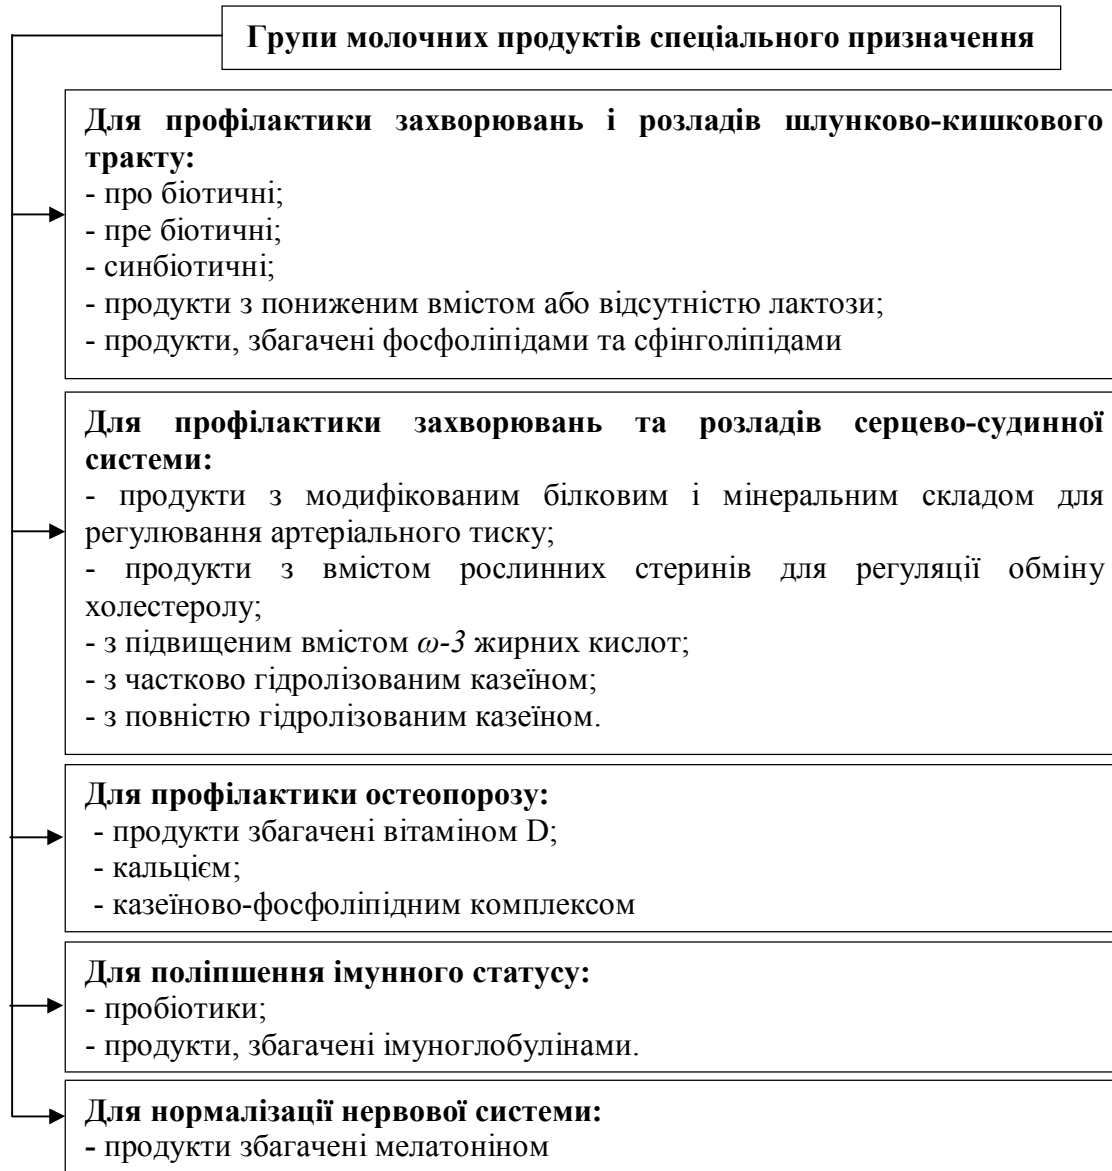 Групи молочних продуктів спеціального призначення
Для профілактики захворювань і розладів шлунково-кишкового
тракту:
- про біотичні;
- пре біотичні;
- синбіотичні;
- продукти з пониженим вмістом або відсутністю лактози;
- продукти, збагачені фосфоліпідами та сфінголіпідами
Для профілактики захворювань та розладів серцево-судинної
системи:
- продукти з модифікованим білковим і мінеральним складом для
регулювання артеріального тиску;
- продукти з вмістом рослинних стеринів для регуляції обміну
холестеролу;
- з підвищеним вмістом ω-3 жирних кислот;
- з частково гідролізованим казеїном;
- з повністю гідролізованим казеїном.
Для профілактики остеопорозу:
- продукти збагачені вітаміном D;
- кальцієм;
- казеїново-фосфоліпідним комплексом
Для поліпшення імунного статусу:
- пробіотики;
- продукти, збагачені імуноглобулінами.
Для нормалізації нервової системи:
- продукти збагачені мелатоніном